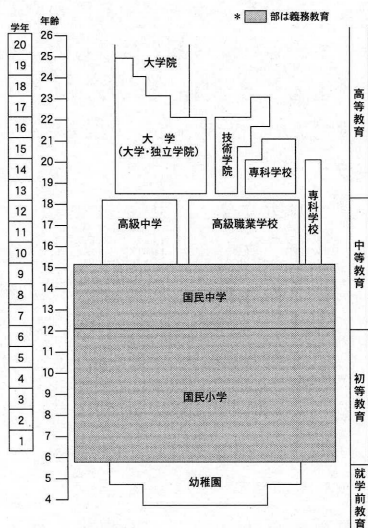 * 部は義務教育
学年
年齢
26
20
25
19
24
18
23
17
22
16
21
15
20
14
19
13
18
12
17
11
16
10
15
9
14
8
13
7
12
6
11
5
10
4
9
3
8
2
7
1
6
5
4
大学院
大学
(大学・独立学院)
技術学院
専科学校
専科学校
高級中学
高級職業学校
国民中学
国民小学
幼稚園
高等教育
中等教育
初等教育
就学前教育